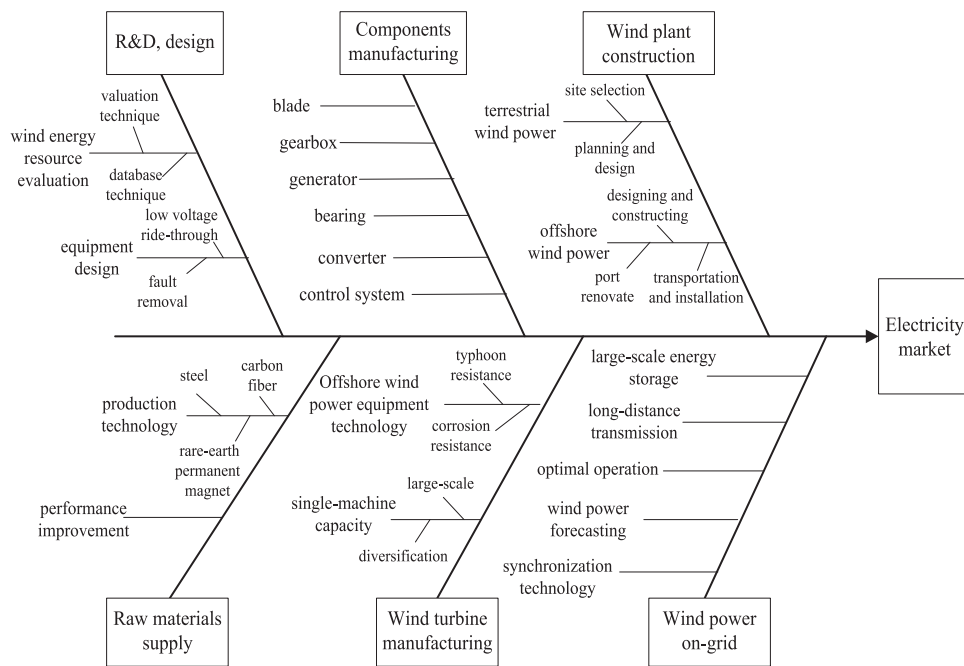 R&D, design
Components
manufacturing
Wind plant
construction
valuation
technique
wind energy
resource
evaluation
database
technique
low voltage
ride-through
equipment
design
fault
removal
blade
gearbox
generator
bearing
converter
control system
site selection
terrestrial
wind power
planning and
design
designing and
constructing
offshore
wind power
port
renovate
transportation
and installation
Electricity
market
steel
carbon
fiber
production
technology
rare-earth
permanent
magnet
performance
improvement
typhoon
resistance
Offshore wind
power equipment
technology
corrosion
resistance
large-scale
single-machine
capacity
diversification
large-scale energy
storage
long-distance
transmission
optimal operation
wind power
forecasting
synchronization
technology
Raw materials
supply
Wind turbine
manufacturing
Wind power
on-grid